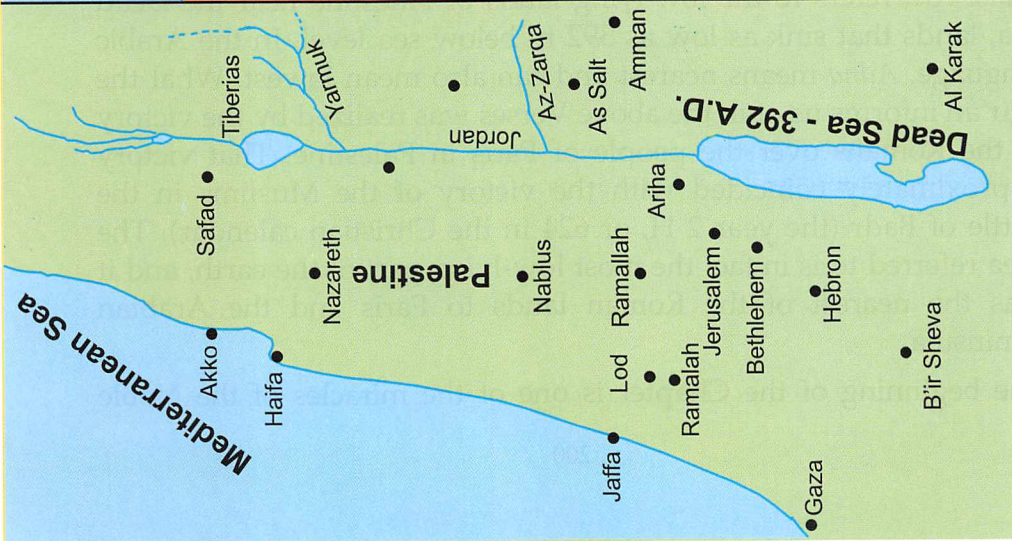 Mediterranean Sea
Akko
Haifa
Safad
Tiberias
Yarmuk
Nazareth
Palestine
Jordan
Nablus
Az-Zarqa
As Salt
Amman
Jaffa
Lod
Ramallah
Ramalah
Ariha
Jerusalem
Bethlehem
Hebron
Gaza
B'ir Sheva
Dead Sea - 392 A.D.
Al Karak